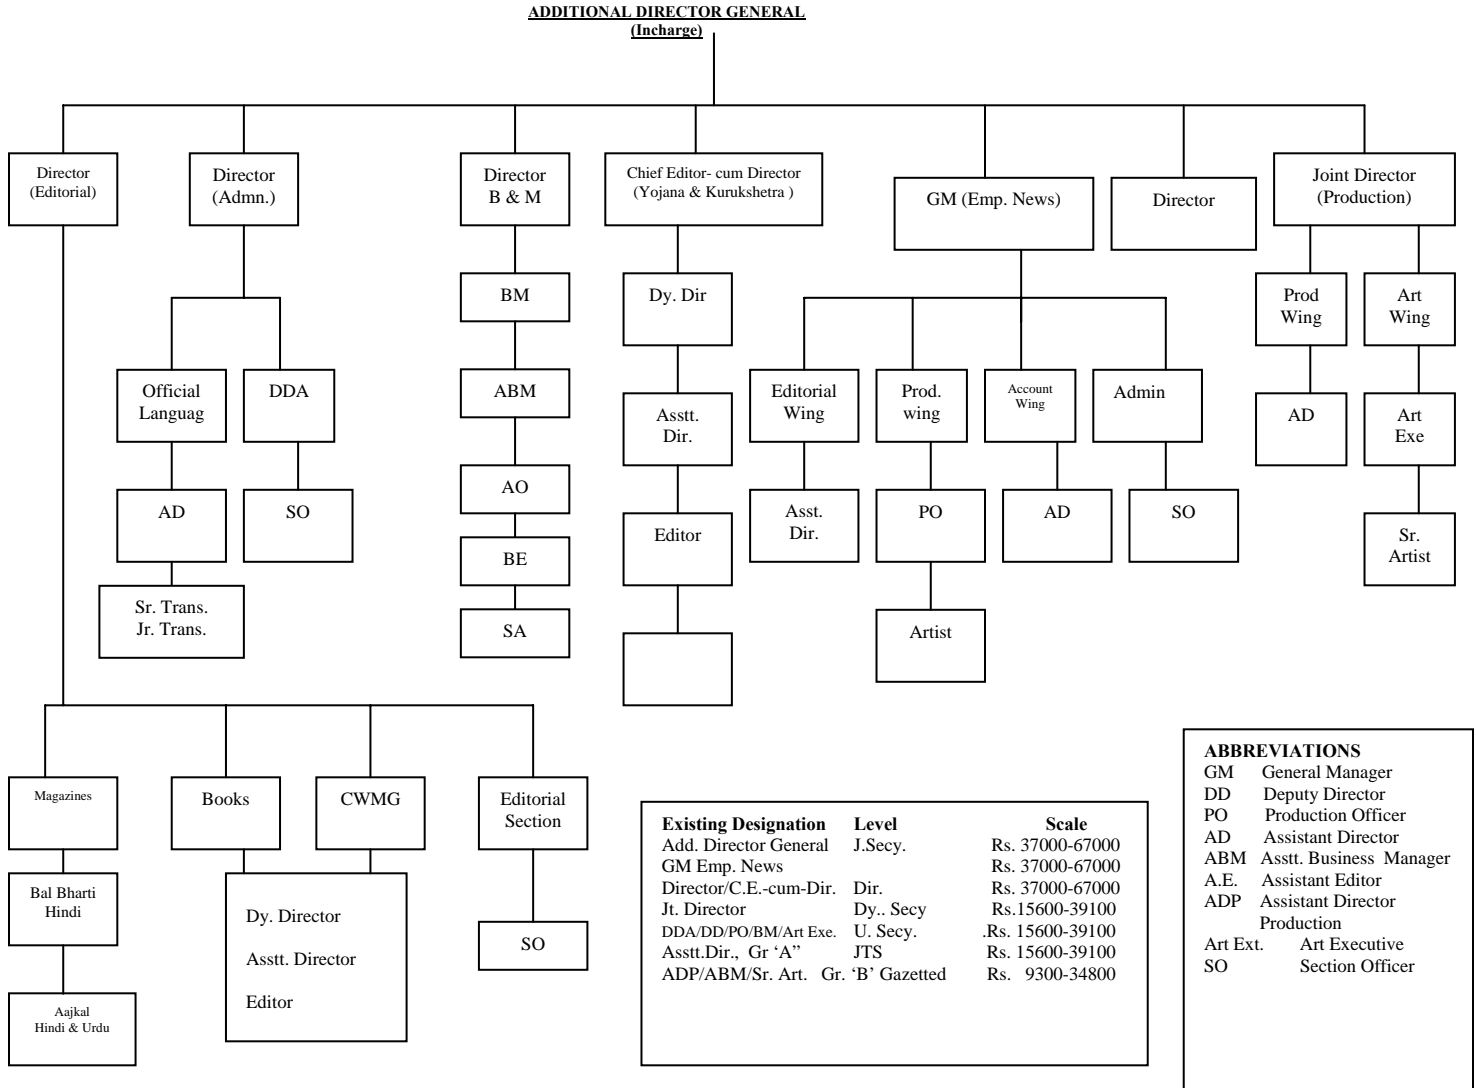 ADDITIONAL DIRECTOR GENERAL
(Incharge)
Director
(Editorial)
Director
(Admn.)
Director
B & M
Chief Editor- cum Director
(Yojana & Kurukshetra )
GM (Emp. News)
Director
Joint Director
(Production)
BM
Dy. Dir
Prod
Wing
Art
Wing
Official
Languag
DDA
ABM
Asstt.
Dir.
Editorial
Wing
Prod.
wing
Account
Wing
Admin
AD
Art
Exe
AD
SO
AO
Editor
Asst.
Dir.
PO
AD
SO
Sr.
Artist
BE
Sr. Trans.
Jr. Trans.
SA
Artist
Magazines
Books
CWMG
Editorial
Section
Bal Bharti
Hindi
Dy. Director
Asstt. Director
Editor
SO
Aajkal
Hindi & Urdu
Existing Designation Level Scale
Add. Director General J.Secy. Rs. 37000-67000
GM Emp. News Rs. 37000-67000
Director/C.E.-cum-Dir. Dir. Rs. 37000-67000
Jt. Director Dy.. Secy Rs.15600-39100
DDA/DD/PO/BM/Art Exe. U. Secy. .Rs. 15600-39100
Asstt.Dir., Gr ‘A” JTS Rs. 15600-39100
ADP/ABM/Sr. Art. Gr. ‘B’ Gazetted Rs. 9300-34800
ABBREVIATIONS
GM General Manager
DD Deputy Director
PO Production Officer
AD Assistant Director
ABM Asstt. Business Manager
A.E. Assistant Editor
ADP Assistant Director
Production
Art Ext. Art Executive
SO Section Officer